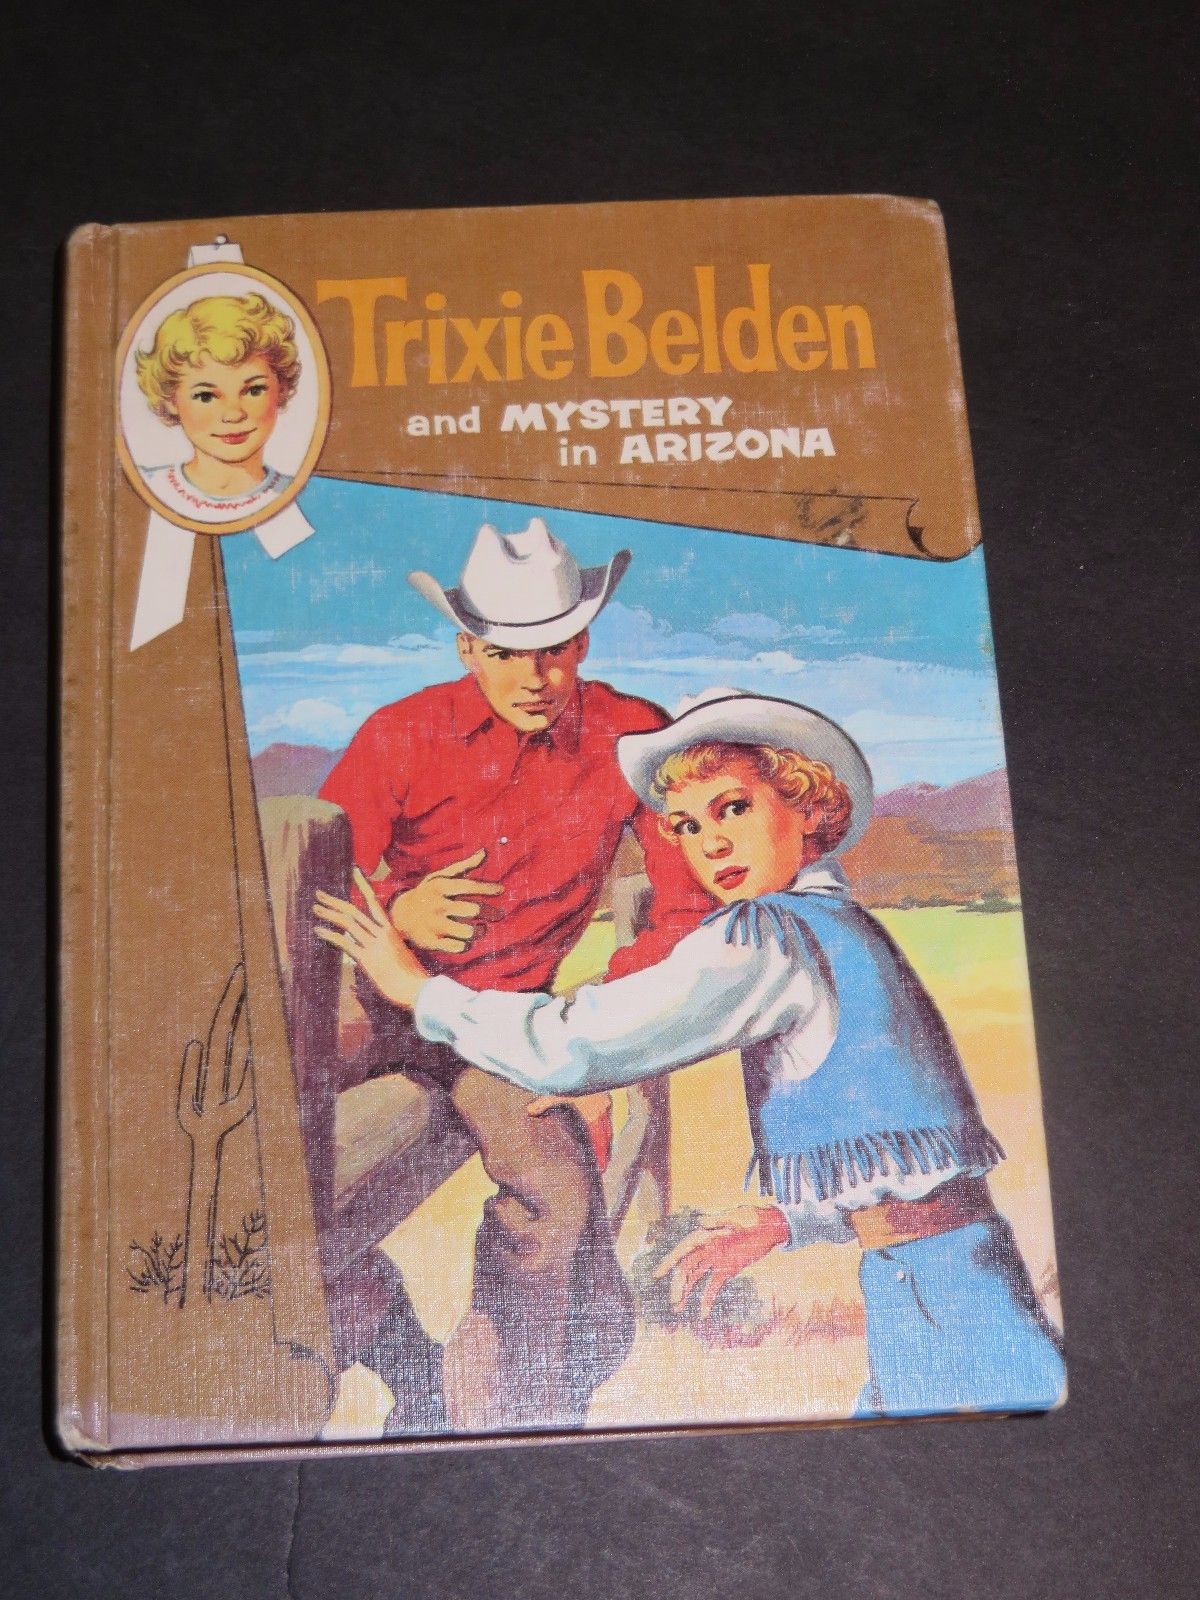 Trixie Belden
and MYSTERY
in ARIZONA